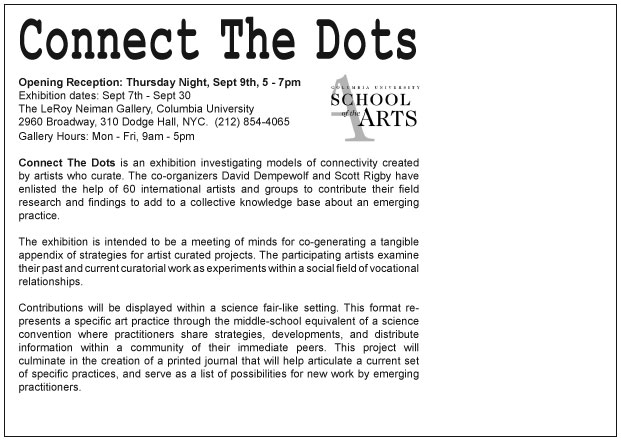 Connect The Dots
Opening Reception: Thursday Night, Sept 9th, 5 - 7pm
Exhibition dates: Sept 7th - Sept 30
The LeRoy Neiman Gallery, Columbia University
2960 Broadway, 310 Dodge Hall, NYC.  (212) 854-4065
Gallery Hours: Mon - Fri, 9am - 5pm
COLUMBIA UNIVERSITY
SCHOOL
of the
ARTS
Connect The Dots is an exhibition investigating models of connectivity created
by artists who curate. The co-organizers David Dempewolf and Scott Rigby have
enlisted the help of 60 international artists and groups to contribute their field
research and findings to add to a collective knowledge base about an emerging
practice.
The exhibition is intended to be a meeting of minds for co-generating a tangible
appendix of strategies for artist curated projects. The participating artists examine
their past and current curatorial work as experiments within a social field of vocational
relationships.
Contributions will be displayed within a science fair-like setting. This format re-
presents a specific art practice through the middle-school equivalent of a science
convention where practitioners share strategies, developments, and distribute
information within a community of their immediate peers. This project will
culminate in the creation of a printed journal that will help articulate a current set
of specific practices, and serve as a list of possibilities for new work by emerging
practitioners.